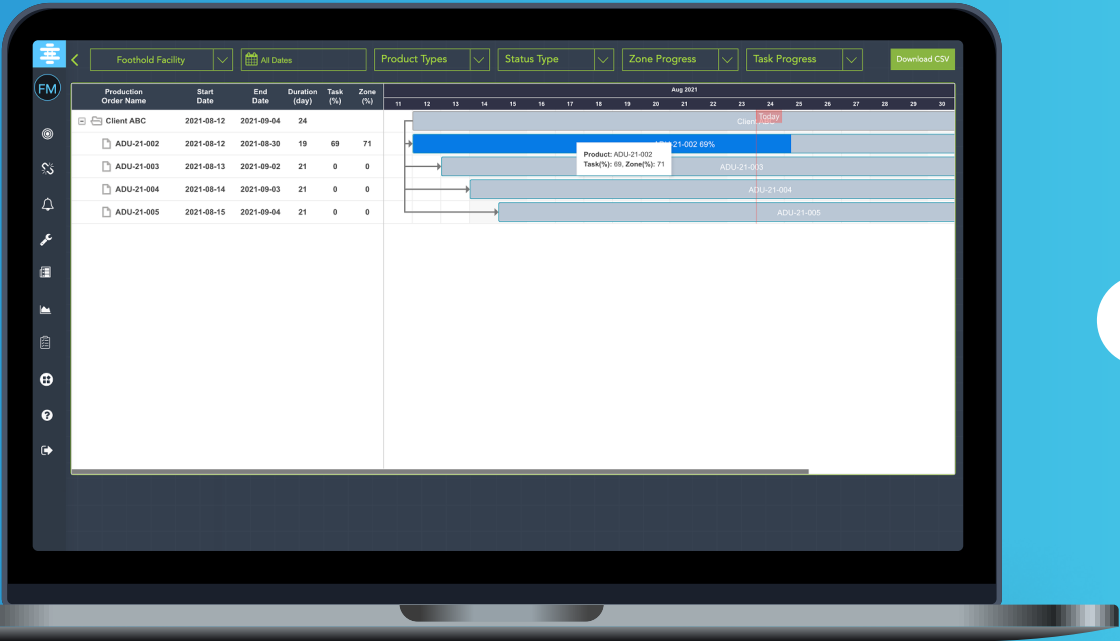 Foothold Facility All Dates Product Types Status Type Zone Progress Task Progress Download CSV
FM
Production Order Name Start Date End Date Duration (day) Task (%) Zone (%)
Aug 2021
11 12 13 14 15 16 17 18 19 20 21 22 23 24 25 26 27 28 29 30
Today
Client ABC 2021-08-12 2021-09-04 24 Client ABC
ADU-21-002 2021-08-12 2021-08-30 19 69 71 21-002 69%
Product: ADU-21-002
Task(%): 69, Zone(%): 71
ADU-21-003 2021-08-13 2021-09-02 21 0 0 ADU-21-003
ADU-21-004 2021-08-14 2021-09-03 21 0 0 ADU-21-004
ADU-21-005 2021-08-15 2021-09-04 21 0 0 ADU-21-005